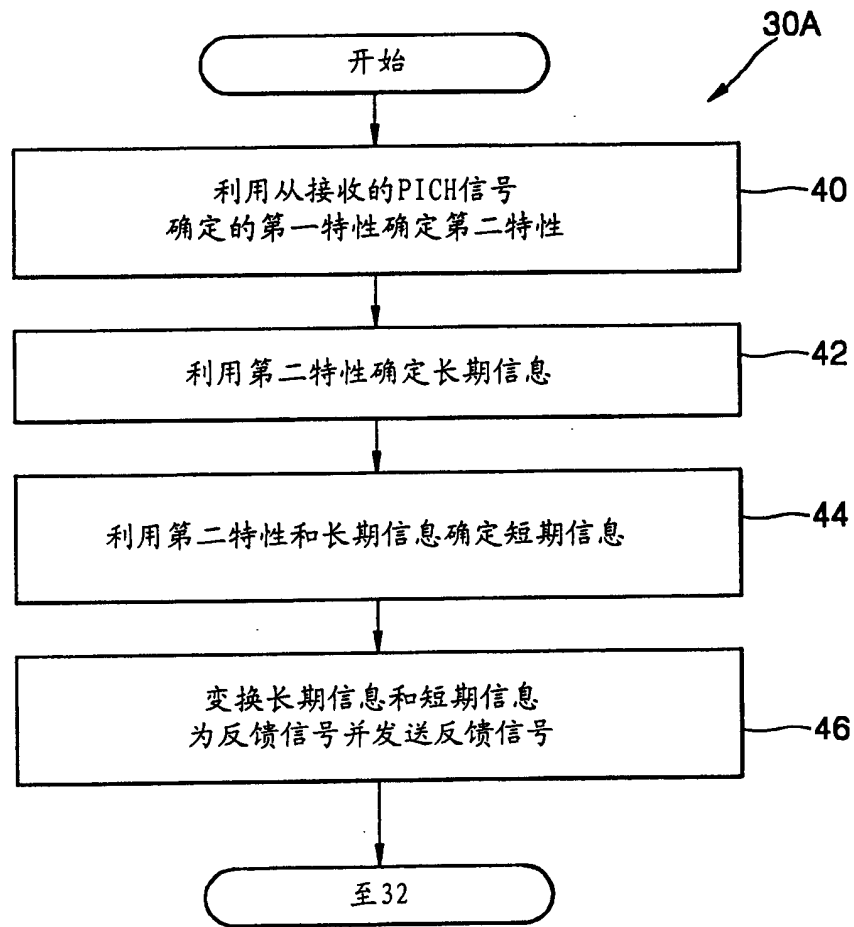 30A
开始
利用从接收的PICH信号
确定的第一特性确定第二特性
40
利用第二特性确定长期信息
42
利用第二特性和长期信息确定短期信息
44
变换长期信息和短期信息
为反馈信号并发送反馈信号
46
至32